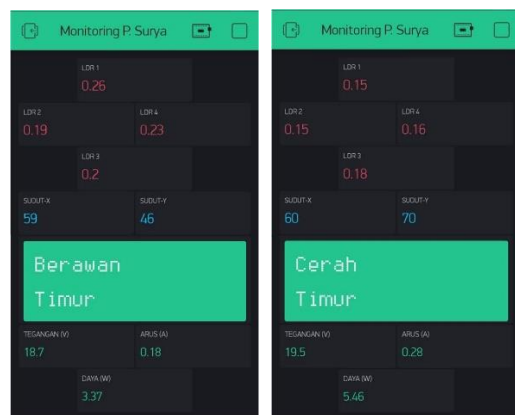 Monitoring P. Surya
LDR 1
0.26
LDR 2
LDR 4
0.19
0.23
LDR 3
0.2
SUDUT-X
SUDUT-Y
59
46
Berawan
Timur
TEGANGAN (V)
ARUS (A)
18.7
0.18
DAYA (W)
3.37
Monitoring P. Surya
LDR 1
0.15
LDR 2
LDR 4
0.15
0.16
LDR 3
0.18
SUDUT-X
SUDUT-Y
60
70
Cerah
Timur
TEGANGAN (V)
ARUS (A)
19.5
0.28
DAYA (W)
5.46